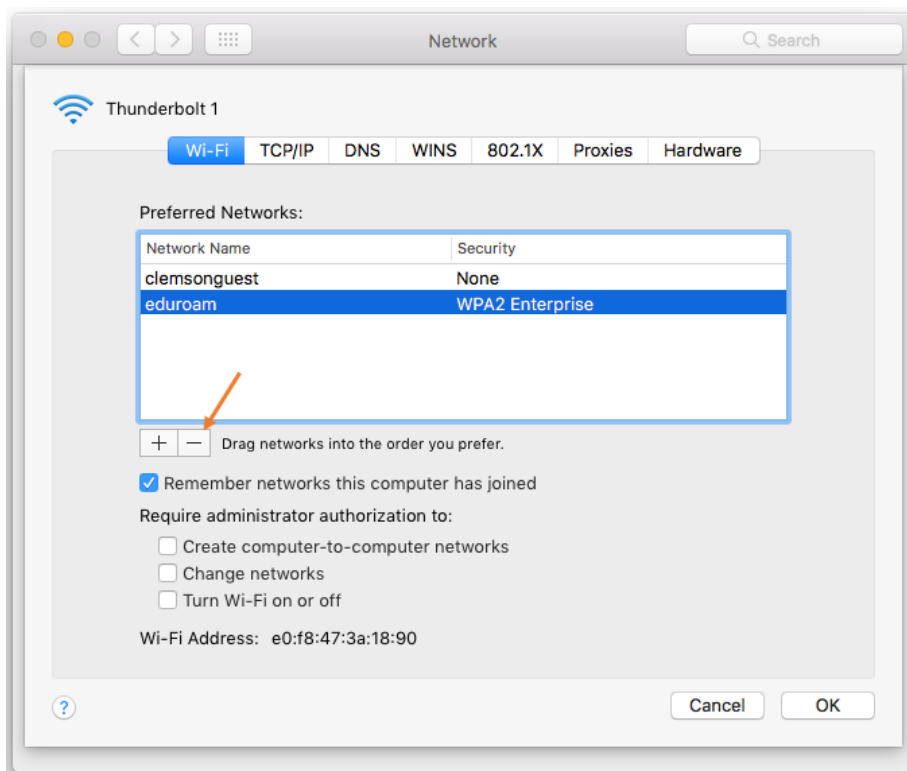 Network
Search
Thunderbolt 1
Wi-Fi TCP/IP DNS WINS 802.1X Proxies Hardware
Preferred Networks:
Network Name Security
clemsonguest None
eduroam WPA2 Enterprise
+ − Drag networks into the order you prefer.
Remember networks this computer has joined
Require administrator authorization to:
Create computer-to-computer networks
Change networks
Turn Wi-Fi on or off
Wi-Fi Address: e0:f8:47:3a:18:90
? Cancel OK